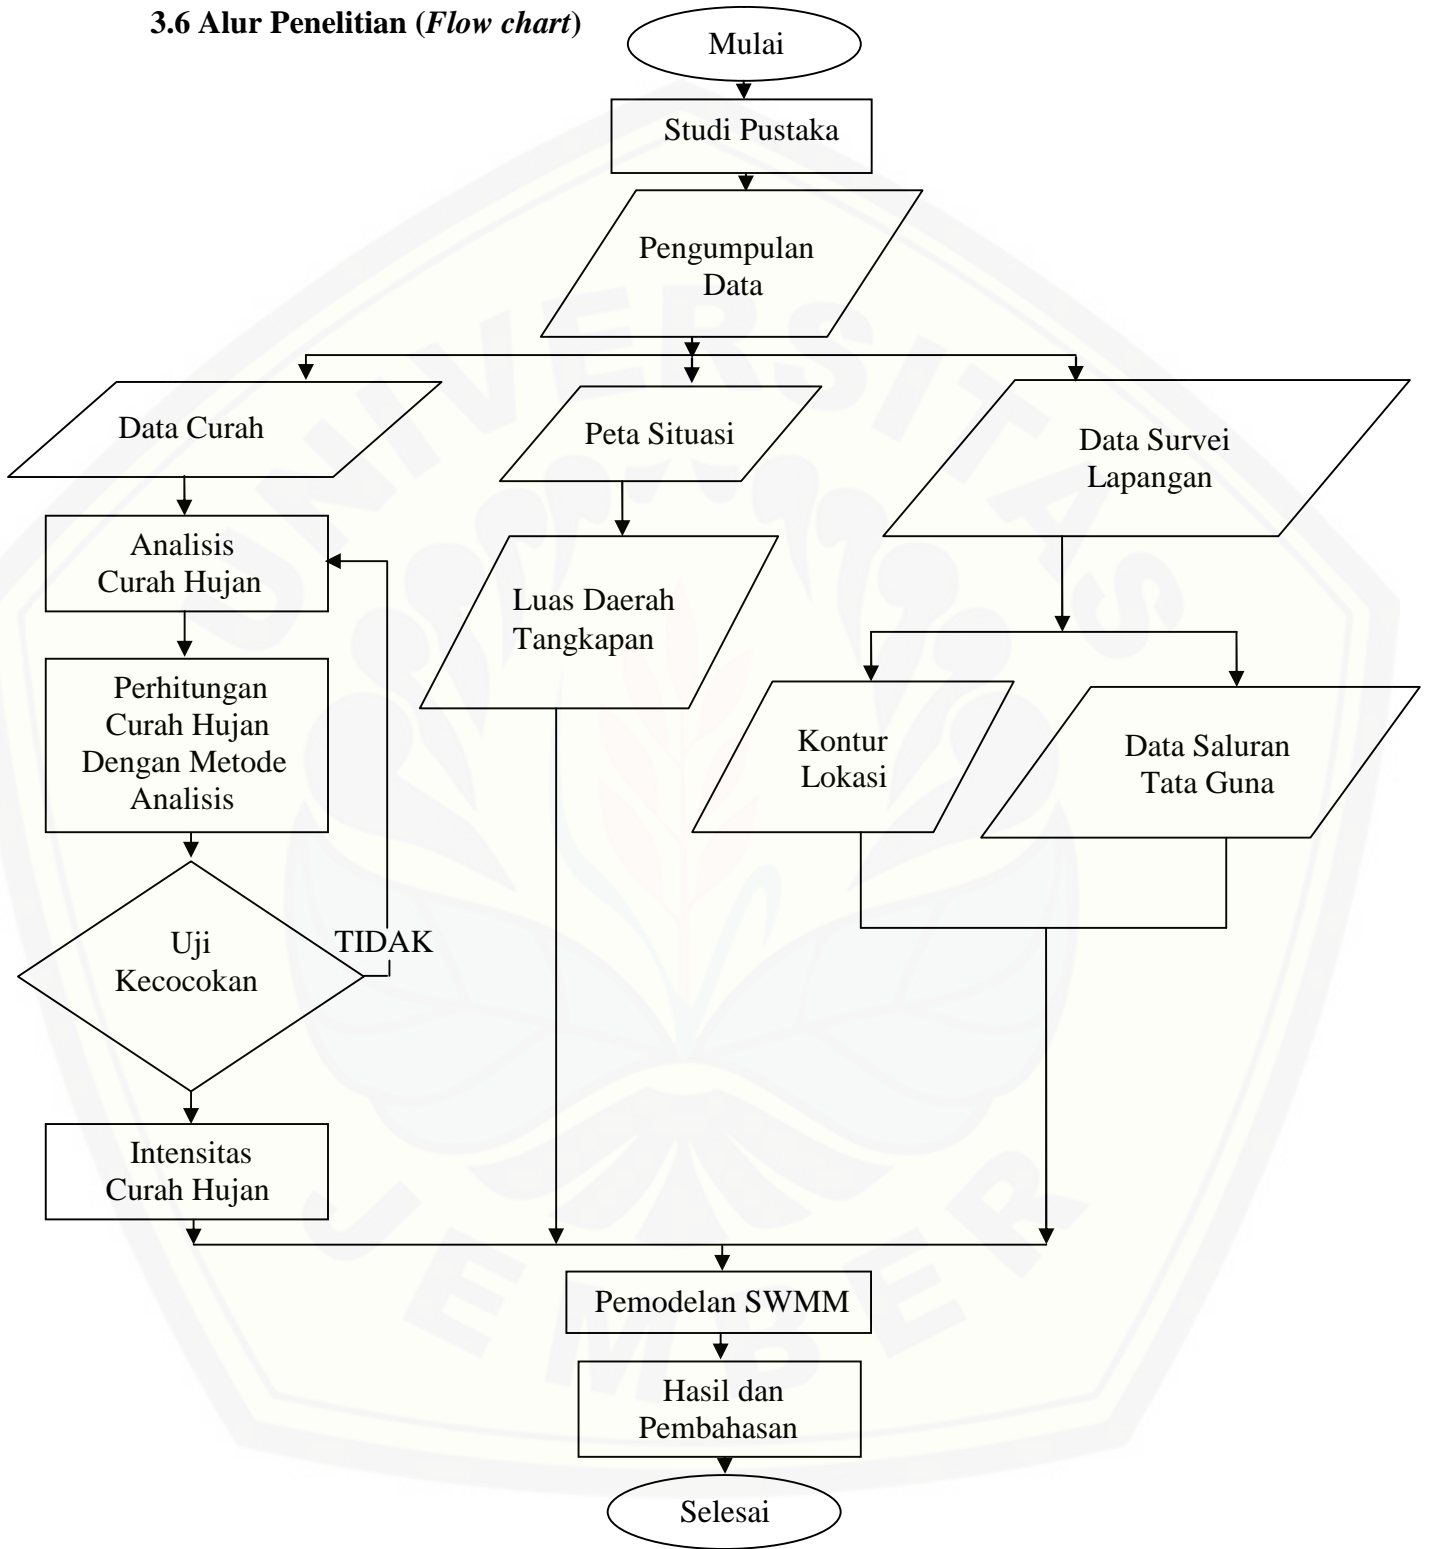 3.6 Alur Penelitian (Flow chart)
Mulai
Studi Pustaka
Pengumpulan
Data
Data Curah
Peta Situasi
Data Survei
Lapangan
Analisis
Curah Hujan
Luas Daerah
Tangkapan
Perhitungan
Curah Hujan
Dengan Metode
Analisis
Kontur
Lokasi
Data Saluran
Tata Guna
Uji
Kecocokan
TIDAK
Intensitas
Curah Hujan
Pemodelan SWMM
Hasil dan
Pembahasan
Selesai
UNIVERSITAS
JEMBER